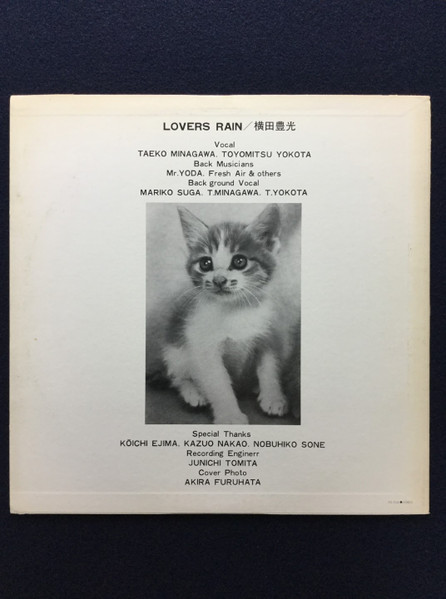 LOVERS RAIN／横田豊光
Vocal
TAEKO MINAGAWA. TOYOMITSU YOKOTA
Back Musicians
Mr.YODA. Fresh Air & others
Back ground Vocal
MARIKO SUGA. T.MINAGAWA. T.YOKOTA
Special Thanks
KŌICHI EJIMA. KAZUO NAKAO. NOBUHIKO SONE
Recording Enginerr
JUNICHI TOMITA
Cover Photo
AKIRA FURUHATA